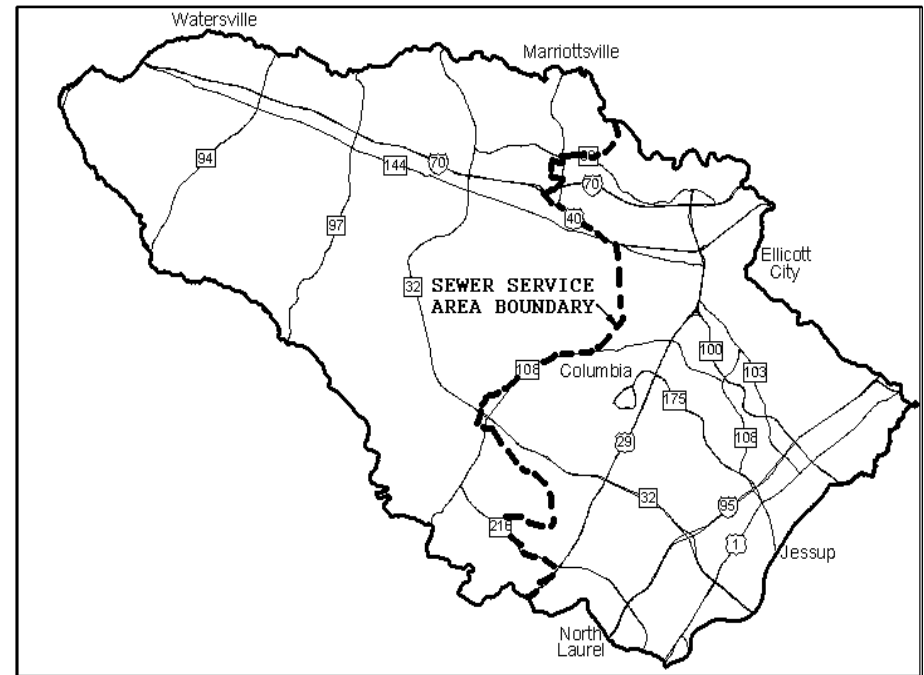 Watersville
Marriottsville
94
144
70
99
70
97
40
Ellicott
City
32
SEWER SERVICE
AREA BOUNDARY
108
Columbia
100
103
175
29
108
32
95
216
1
Jessup
North
Laurel